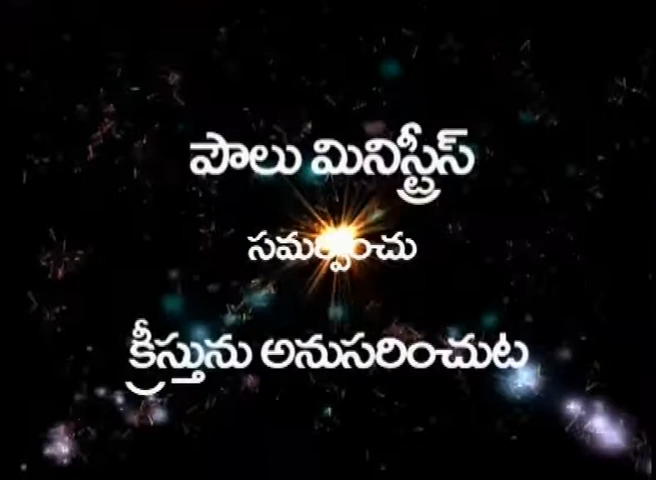 పౌలు మినిస్ట్రీస్
సమర్పించు
క్రీస్తును అనుసరించుట